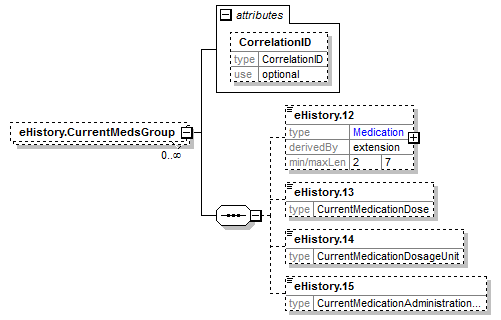 attributes
CorrelationID
type CorrelationID
use optional
eHistory.CurrentMedsGroup
0..∞
eHistory.12
type Medication
derivedBy extension
min/maxLen 2 7
eHistory.13
type CurrentMedicationDose
eHistory.14
type CurrentMedicationDosageUnit
eHistory.15
type CurrentMedicationAdministration...